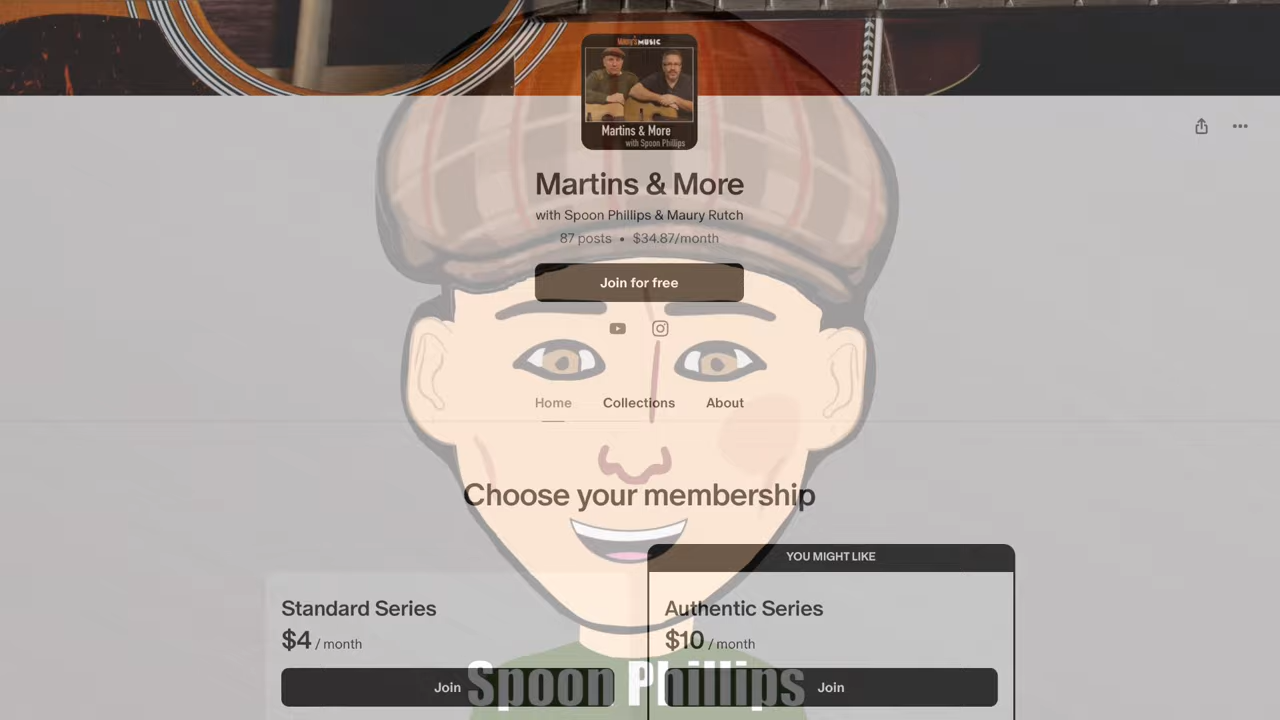 Maury's MUSIC
Martins & More
with Spoon Phillips
Martins & More
with Spoon Phillips & Maury Rutch
87 posts • $34.87/month
Join for free
Home Collections About
Choose your membership
YOU MIGHT LIKE
Standard Series
$4 / month
Join
Authentic Series
$10 / month
Join
Spoon Phillips